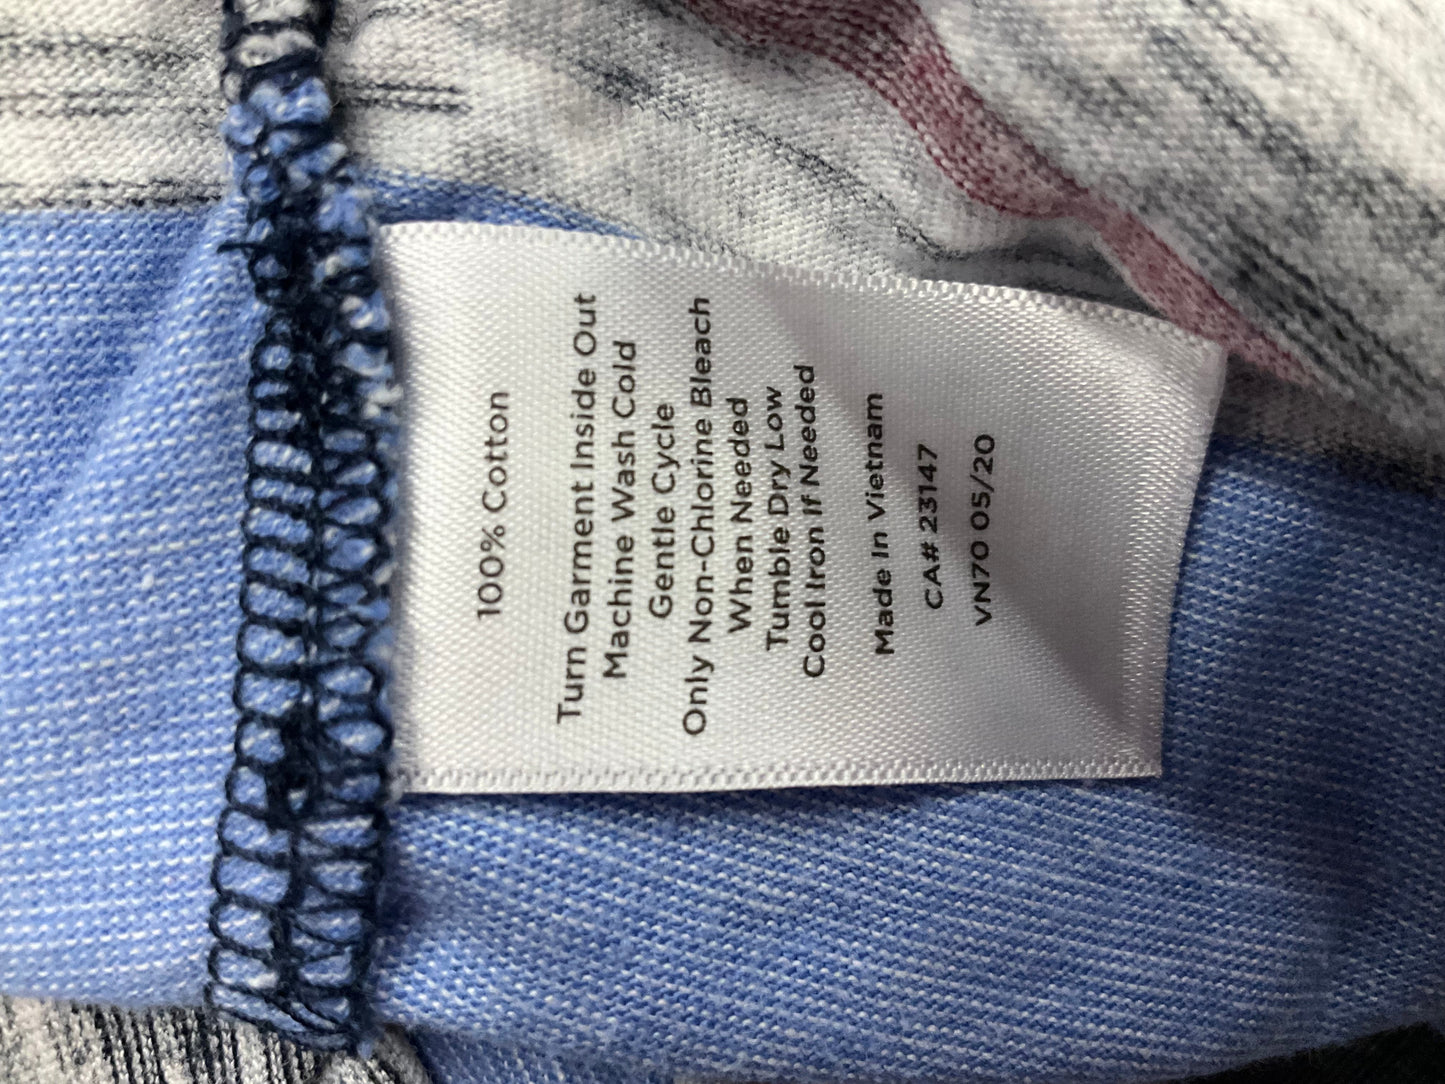 100% Cotton
Turn Garment Inside Out
Machine Wash Cold
Gentle Cycle
Only Non-Chlorine Bleach
When Needed
Tumble Dry Low
Cool Iron If Needed
Made In Vietnam
CA# 23147
VN70 05/20